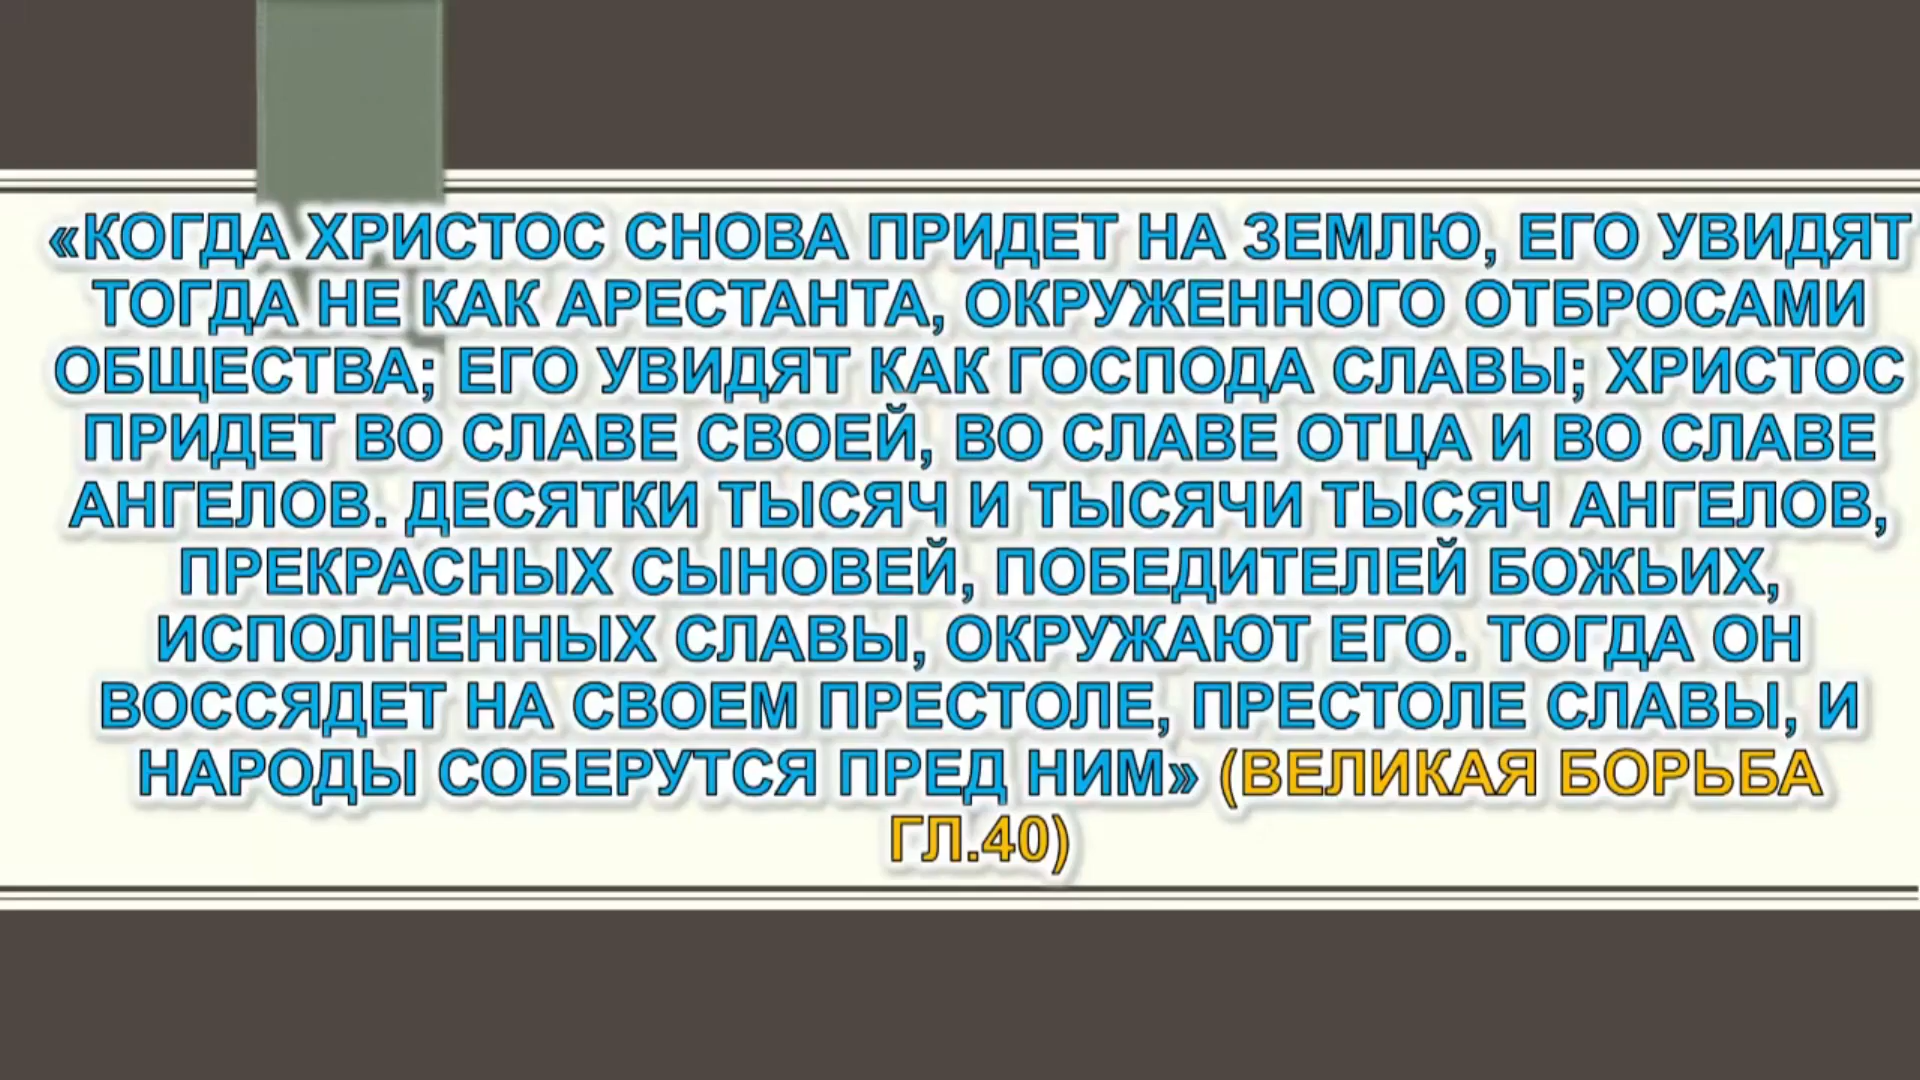 «КОГДА ХРИСТОС СНОВА ПРИДЕТ НА ЗЕМЛЮ, ЕГО УВИДЯТ
ТОГДА НЕ КАК АРЕСТАНТА, ОКРУЖЕННОГО ОТБРОСАМИ
ОБЩЕСТВА; ЕГО УВИДЯТ КАК ГОСПОДА СЛАВЫ; ХРИСТОС
ПРИДЕТ ВО СЛАВЕ СВОЕЙ, ВО СЛАВЕ ОТЦА И ВО СЛАВЕ
АНГЕЛОВ. ДЕСЯТКИ ТЫСЯЧ И ТЫСЯЧИ ТЫСЯЧ АНГЕЛОВ,
ПРЕКРАСНЫХ СЫНОВЕЙ, ПОБЕДИТЕЛЕЙ БОЖЬИХ,
ИСПОЛНЕННЫХ СЛАВЫ, ОКРУЖАЮТ ЕГО. ТОГДА ОН
ВОССЯДЕТ НА СВОЕМ ПРЕСТОЛЕ, ПРЕСТОЛЕ СЛАВЫ, И
НАРОДЫ СОБЕРУТСЯ ПРЕД НИМ» (ВЕЛИКАЯ БОРЬБА
ГЛ.40)